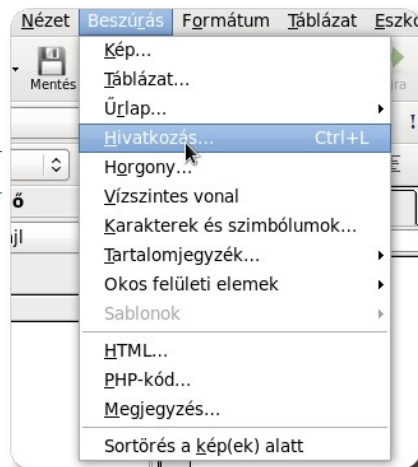 Nézet Beszúrás Formátum Táblázat
Mentés
Kép...
Táblázat...
Űrlap...
Hivatkozás... Ctrl+L
Horgony...
Vízszintes vonal
Karakterek és szimbólumok...
Tartalomjegyzék...
Okos felületi elemek
Sablonok
HTML...
PHP-kód...
Megjegyzés...
Sortörés a kép(ek) alatt